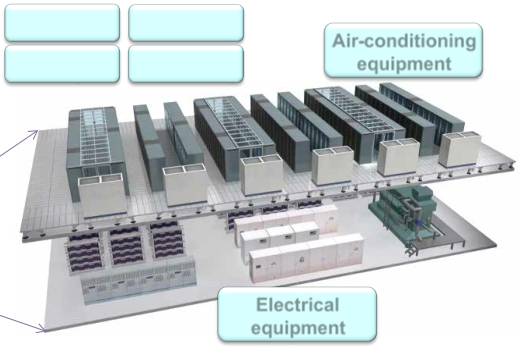 Air-conditioning
equipment
Electrical
equipment